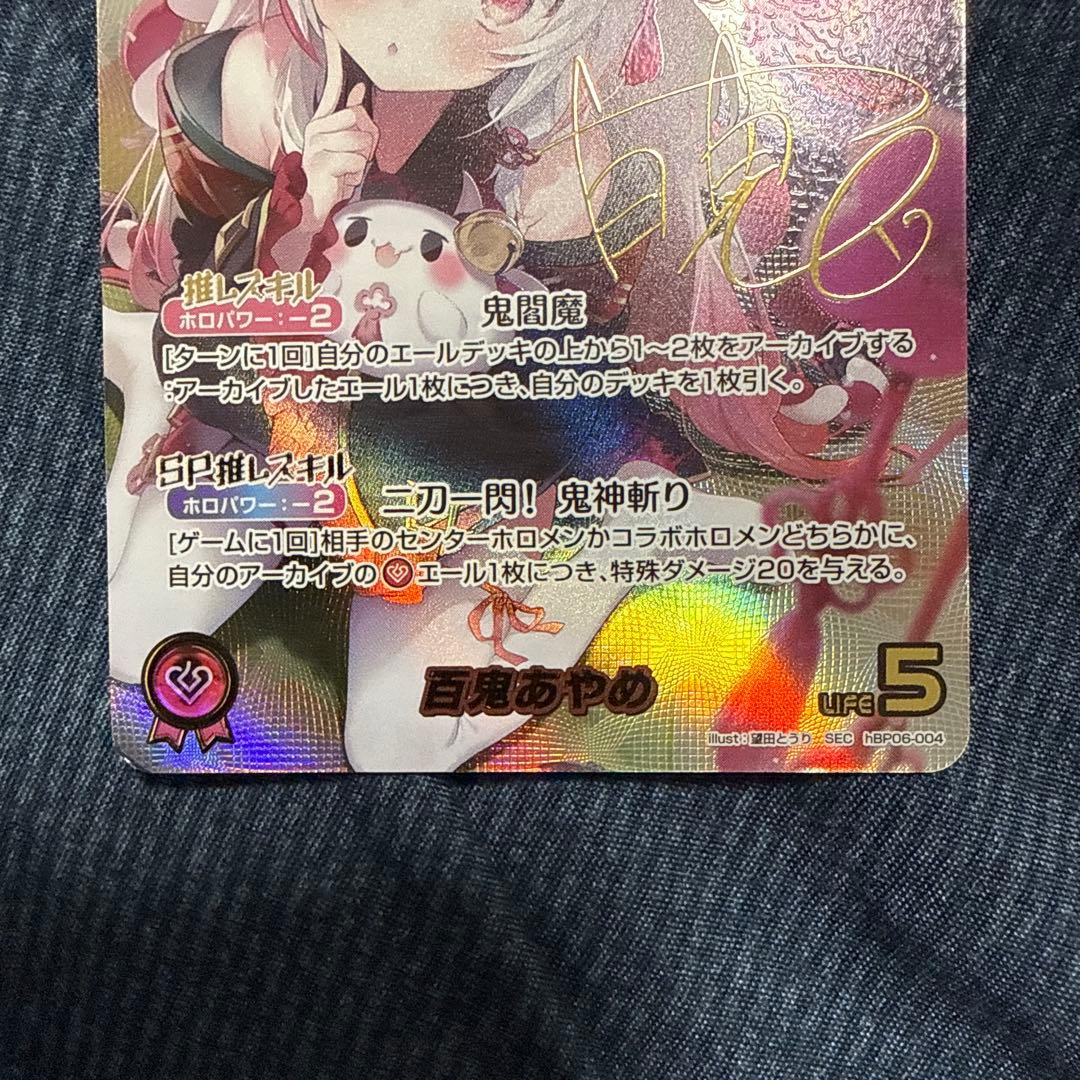 百鬼
推しスキル
ホロパワー：−2
鬼閻魔
[ターンに1回]自分のエールデッキの上から1〜2枚をアーカイブする
：アーカイブしたエール1枚につき、自分のデッキを1枚引く。
SP推しスキル
ホロパワー：−2
二刀一閃！ 鬼神斬り
[ゲームに1回]相手のセンターホロメンかコラボホロメンどちらかに、
自分のアーカイブのエール1枚につき、特殊ダメージ20を与える。
百鬼あやめ
LIFE 5
illust：望田とうり SEC hBP06-004